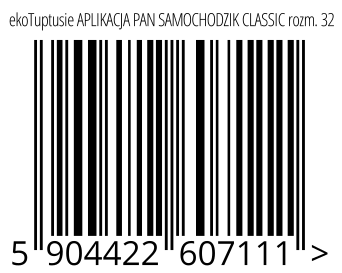 ekoTuptusie APLIKACJA PAN SAMOCHODZIK CLASSIC rozm. 32
5 904422 607111 >